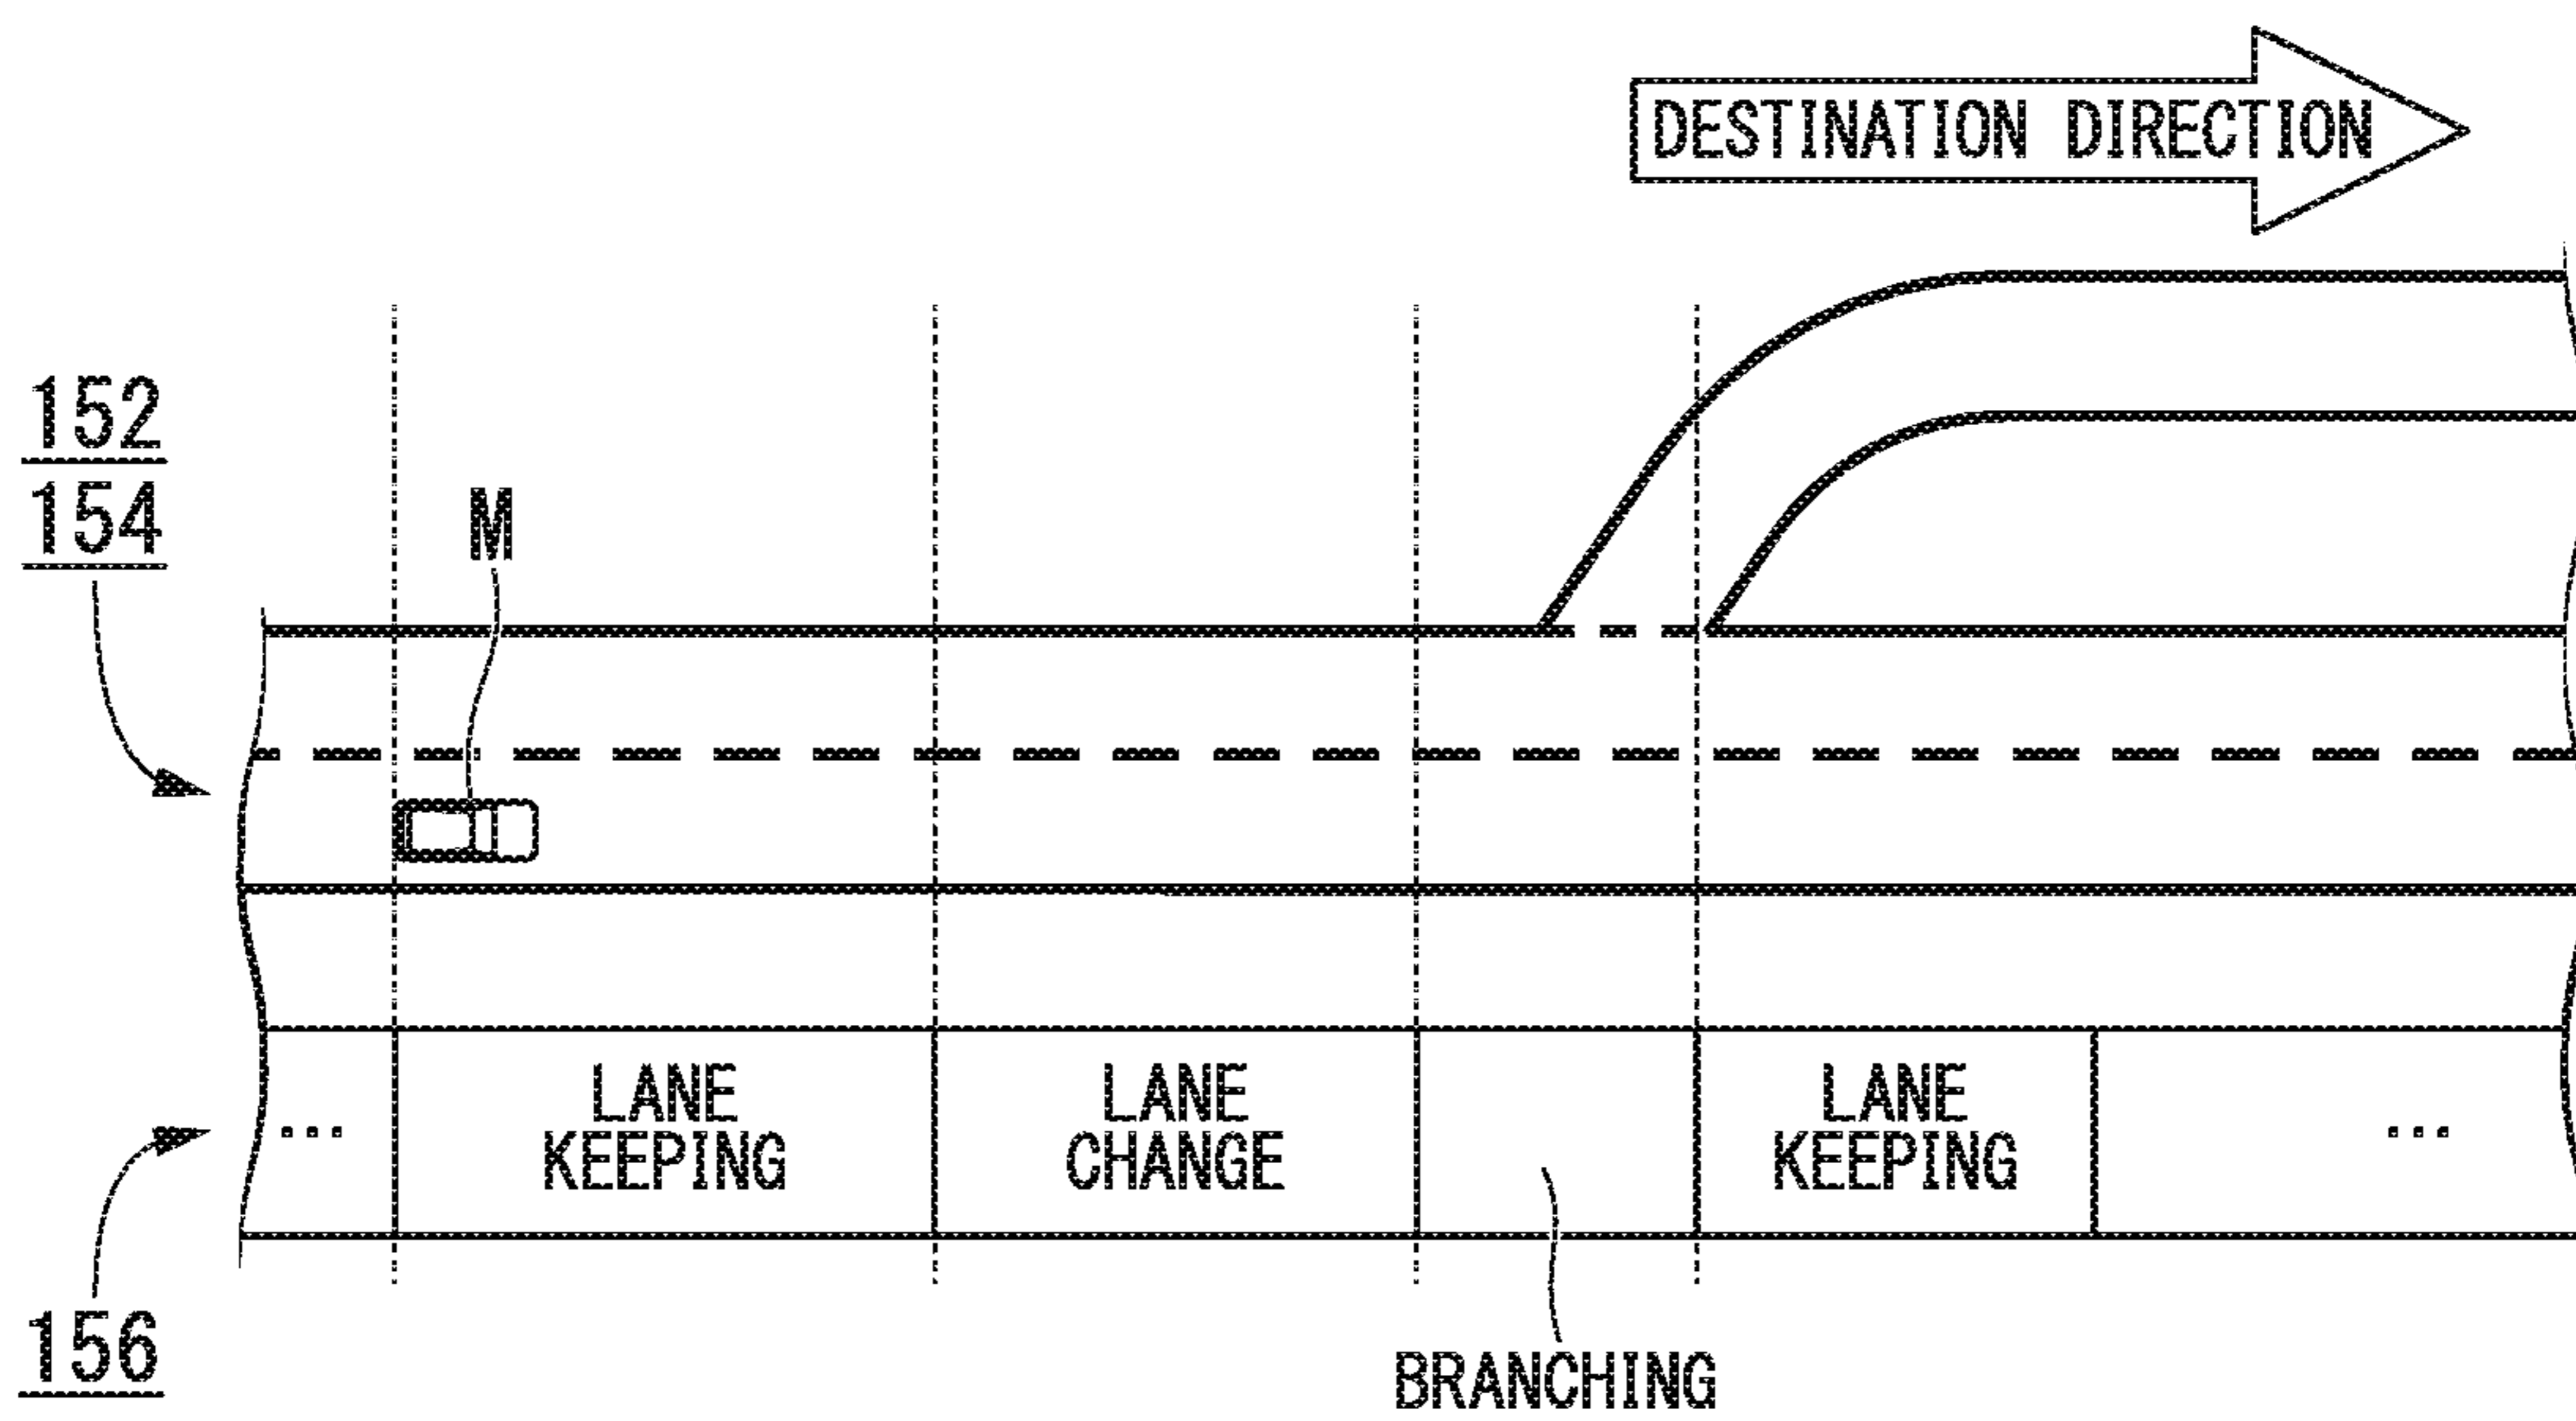 DESTINATION DIRECTION
152
154
M
... LANE KEEPING LANE CHANGE LANE KEEPING ...
156
BRANCHING